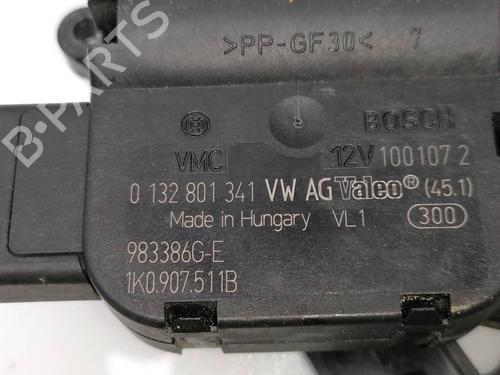 >PP-GF30< 7
BOSCH
VMC 12V 100107 2
0 132 801 341 VW AG Valeo® (45.1)
Made in Hungary VL1 300
983386G-E
1K0.907.511B
B-PARTS